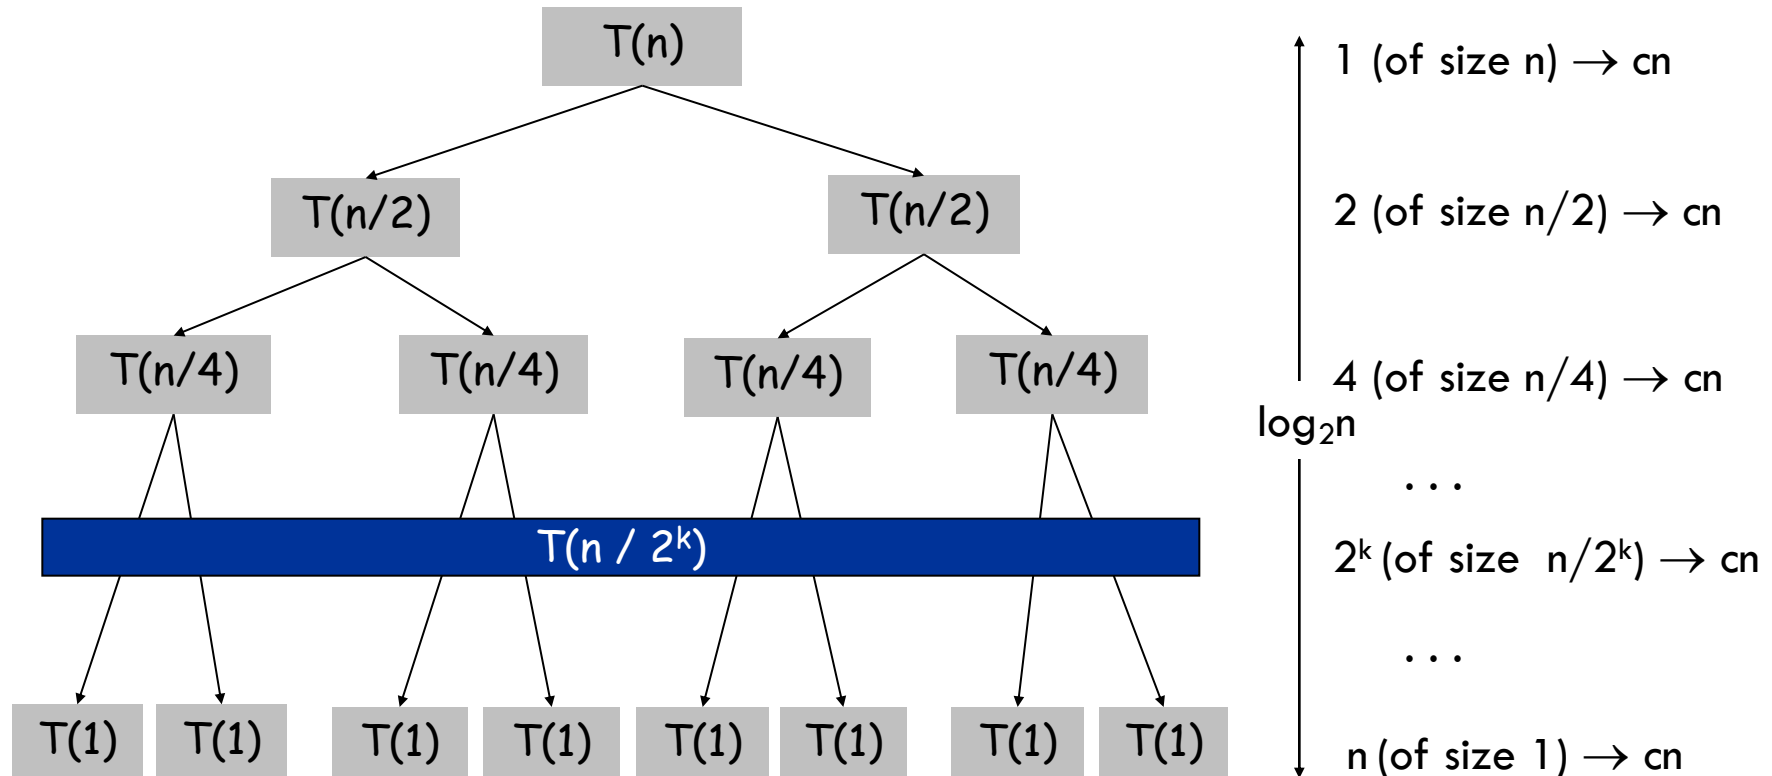 T(n)
1 (of size n) → cn
T(n/2) T(n/2)
2 (of size n/2) → cn
T(n/4) T(n/4) T(n/4) T(n/4)
4 (of size n/4) → cn
log₂n
. . .
T(n / 2ᵏ)
2ᵏ (of size n/2ᵏ) → cn
. . .
T(1) T(1) T(1) T(1) T(1) T(1) T(1) T(1)
n (of size 1) → cn